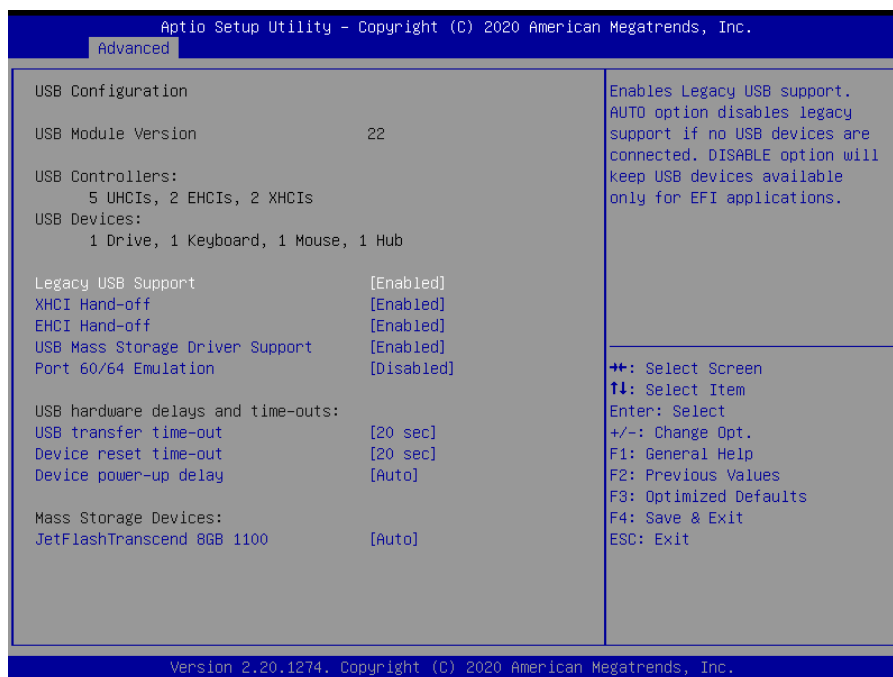 Aptio Setup Utility – Copyright (C) 2020 American Megatrends, Inc.
Advanced
USB Configuration
USB Module Version 22
USB Controllers:
5 UHCIs, 2 EHCIs, 2 XHCIs
USB Devices:
1 Drive, 1 Keyboard, 1 Mouse, 1 Hub
Legacy USB Support [Enabled]
XHCI Hand-off [Enabled]
EHCI Hand-off [Enabled]
USB Mass Storage Driver Support [Enabled]
Port 60/64 Emulation [Disabled]
USB hardware delays and time-outs:
USB transfer time-out [20 sec]
Device reset time-out [20 sec]
Device power-up delay [Auto]
Mass Storage Devices:
JetFlashTranscend 8GB 1100 [Auto]
Enables Legacy USB support.
AUTO option disables legacy
support if no USB devices are
connected. DISABLE option will
keep USB devices available
only for EFI applications.
→←: Select Screen
↑↓: Select Item
Enter: Select
+/-: Change Opt.
F1: General Help
F2: Previous Values
F3: Optimized Defaults
F4: Save & Exit
ESC: Exit
Version 2.20.1274. Copyright (C) 2020 American Megatrends, Inc.